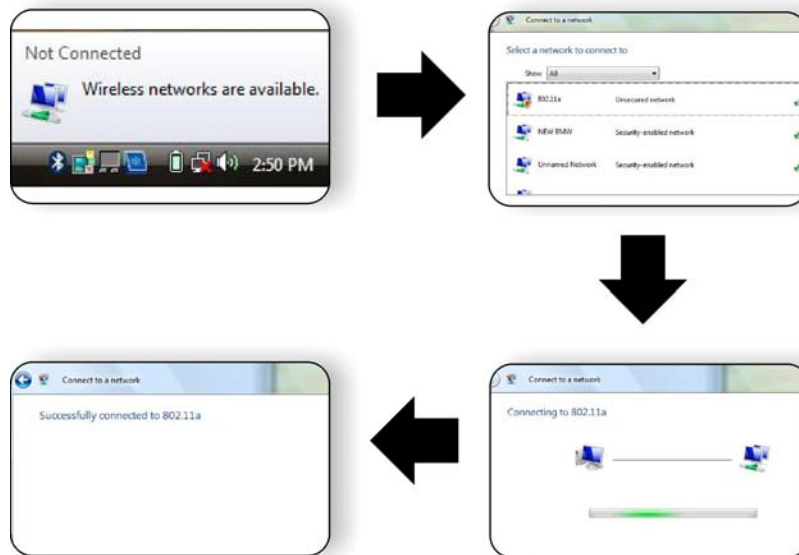 Not Connected
Wireless networks are available.
2:50 PM
Connect to a network
Select a network to connect to
Show All
802.11a Unsecured network
NEW BMW Security-enabled network
Unnamed Network Security-enabled network
Connect to a network
Connecting to 802.11a
Connect to a network
Successfully connected to 802.11a